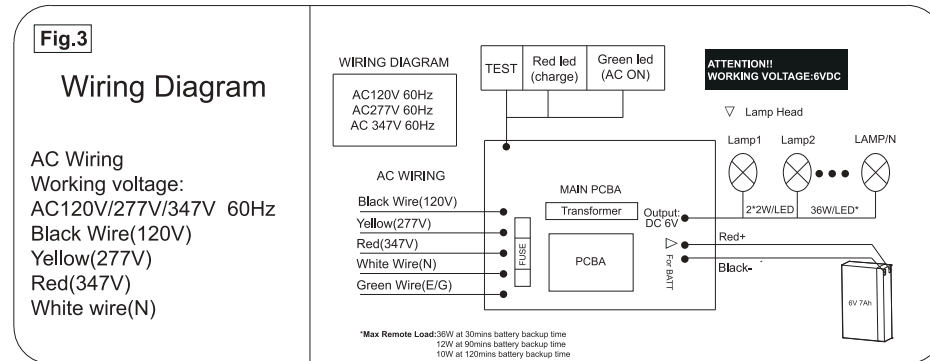 Fig.3
Wiring Diagram
AC Wiring
Working voltage:
AC120V/277V/347V 60Hz
Black Wire(120V)
Yellow(277V)
Red(347V)
White wire(N)
WIRING DIAGRAM
AC120V 60Hz
AC277V 60Hz
AC 347V 60Hz
TEST
Red led
(charge)
Green led
(AC ON)
ATTENTION!!
WORKING VOLTAGE:6VDC
Lamp Head
Lamp1
Lamp2
LAMP/N
2*2W/LED
36W/LED*
AC WIRING
Black Wire(120V)
Yellow(277V)
Red(347V)
White Wire(N)
Green Wire(E/G)
FUSE
MAIN PCBA
Transformer
PCBA
Output:
DC 6V
For BATT
Red+
Black-
6V 7Ah
*Max Remote Load:36W at 30mins battery backup time
12W at 90mins battery backup time
10W at 120mins battery backup time